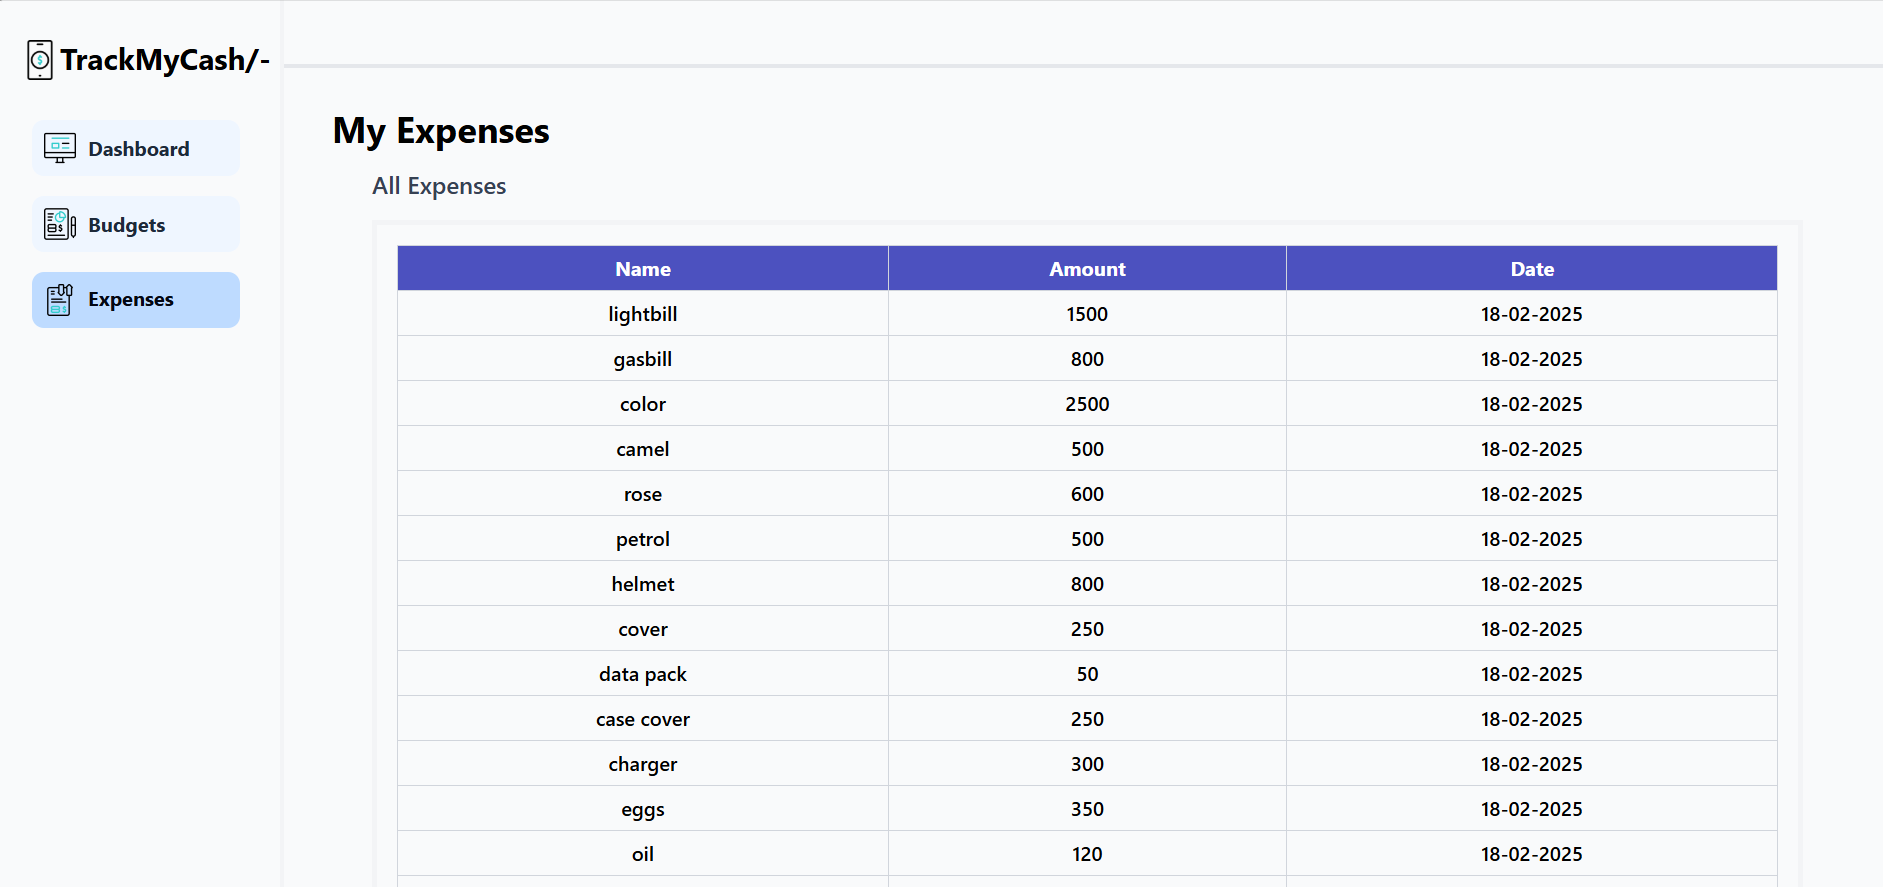 TrackMyCash/-
Dashboard
Budgets
Expenses
My Expenses
All Expenses
Name Amount Date
lightbill 1500 18-02-2025
gasbill 800 18-02-2025
color 2500 18-02-2025
camel 500 18-02-2025
rose 600 18-02-2025
petrol 500 18-02-2025
helmet 800 18-02-2025
cover 250 18-02-2025
data pack 50 18-02-2025
case cover 250 18-02-2025
charger 300 18-02-2025
eggs 350 18-02-2025
oil 120 18-02-2025